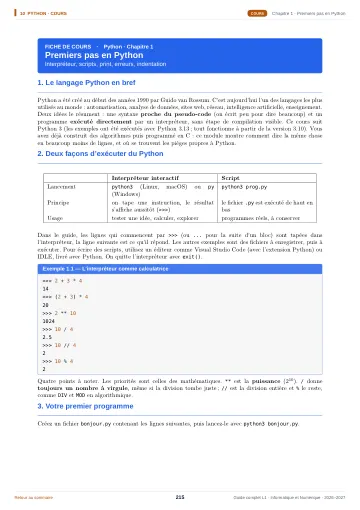 10 PYTHON · COURS
COURS Chapitre 1 · Premiers pas en Python
FICHE DE COURS · Python · Chapitre 1
Premiers pas en Python
Interpréteur, scripts, print, erreurs, indentation
1. Le langage Python en bref
Python a été créé au début des années 1990 par Guido van Rossum. C'est aujourd'hui l'un des langages les plus
utilisés au monde : automatisation, analyse de données, sites web, réseau, intelligence artificielle, enseignement.
Deux idées le résument : une syntaxe proche du pseudo-code (on écrit peu pour dire beaucoup) et un
programme exécuté directement par un interpréteur, sans étape de compilation visible. Ce cours suit
Python 3 (les exemples ont été exécutés avec Python 3.13 ; tout fonctionne à partir de la version 3.10). Vous
avez déjà construit des algorithmes puis programmé en C : ce module montre comment dire la même chose
en beaucoup moins de lignes, et où se trouvent les pièges propres à Python.
2. Deux façons d'exécuter du Python
Interpréteur interactif Script
Lancement python3 (Linux, macOS) ou py python3 prog.py
(Windows)
Principe on tape une instruction, le résultat le fichier .py est exécuté de haut en
s'affiche aussitôt (>>>) bas
Usage tester une idée, calculer, explorer programmes réels, à conserver
Dans le guide, les lignes qui commencent par >>> (ou ... pour la suite d'un bloc) sont tapées dans
l'interpréteur, la ligne suivante est ce qu'il répond. Les autres exemples sont des fichiers à enregistrer, puis à
exécuter. Pour écrire des scripts, utilisez un éditeur comme Visual Studio Code (avec l'extension Python) ou
IDLE, livré avec Python. On quitte l'interpréteur avec exit().
Exemple 1.1 — L'interpréteur comme calculatrice
>>> 2 + 3 * 4
14
>>> (2 + 3) * 4
20
>>> 2 ** 10
1024
>>> 10 / 4
2.5
>>> 10 // 4
2
>>> 10 % 4
2
Quatre points à noter. Les priorités sont celles des mathématiques. ** est la puissance (2¹⁰). / donne
toujours un nombre à virgule, même si la division tombe juste ; // est la division entière et % le reste,
comme DIV et MOD en algorithmique.
3. Votre premier programme
Créez un fichier bonjour.py contenant les lignes suivantes, puis lancez-le avec python3 bonjour.py.
Retour au sommaire
215
Guide complet L1 · Informatique et Numérique · 2026–2027